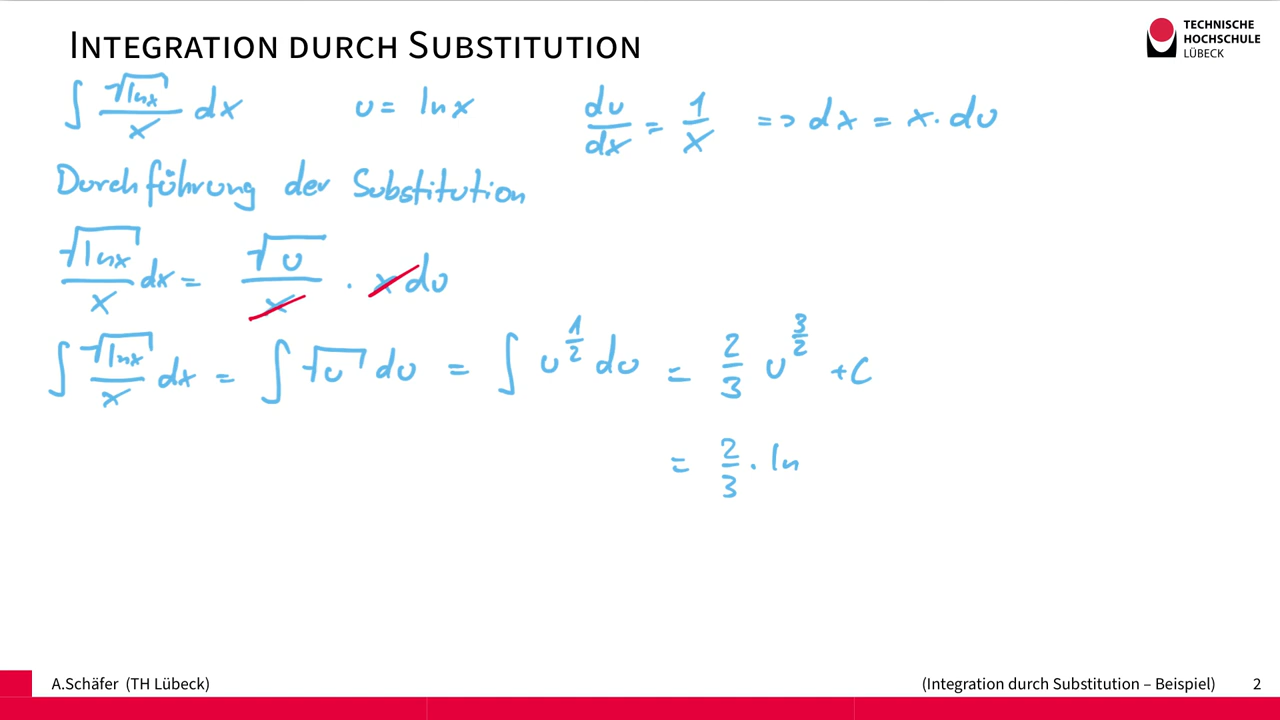 INTEGRATION DURCH SUBSTITUTION
TECHNISCHE
HOCHSCHULE
LÜBECK
∫ √(ln x)/x dx    u = ln x    du/dx = 1/x ⇒ dx = x · du
Durchführung der Substitution
√(ln x)/x dx = √u/x · x du
∫ √(ln x)/x dx = ∫ √u du = ∫ u^(1/2) du = 2/3 u^(3/2) + C
= 2/3 · ln
A.Schäfer (TH Lübeck)    (Integration durch Substitution – Beispiel)    2